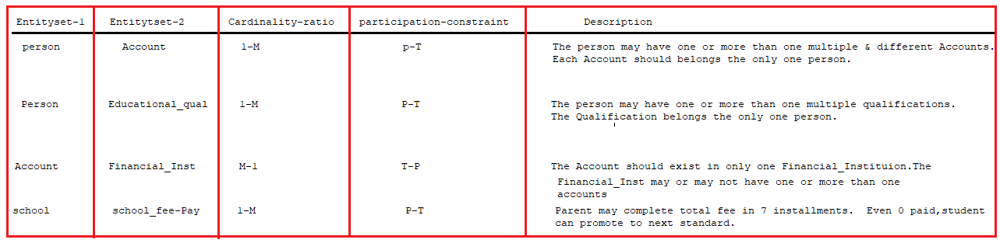 Entityset-1 Entitytset-2 Cardinality-ratio participation-constraint Description
person Account 1-M p-T The person may have one or more than one multiple & different Accounts.
Each Account should belongs the only one person.
Person Educational_qual 1-M P-T The person may have one or more than one multiple qualifications.
The Qualification belongs the only one person.
Account Financial_Inst M-1 T-P The Account should exist in only one Financial_Instituion.The
Financial_Inst may or may not have one or more than one
accounts
school school_fee-Pay 1-M P-T Parent may complete total fee in 7 installments. Even 0 paid,student
can promote to next standard.